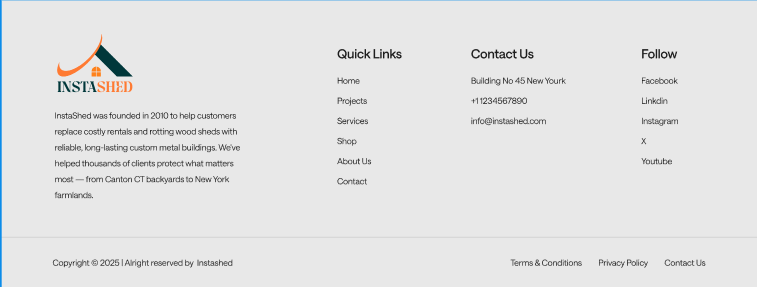 INSTASHED
InstaShed was founded in 2010 to help customers
replace costly rentals and rotting wood sheds with
reliable, long-lasting custom metal buildings. We've
helped thousands of clients protect what matters
most — from Canton CT backyards to New York
farmlands.
Quick Links
Home
Projects
Services
Shop
About Us
Contact
Contact Us
Building No 45 New Yourk
+1 1234567890
info@instashed.com
Follow
Facebook
Linkdin
Instagram
X
Youtube
Copyright © 2025 | Alright reserved by Instashed
Terms & Conditions Privacy Policy Contact Us